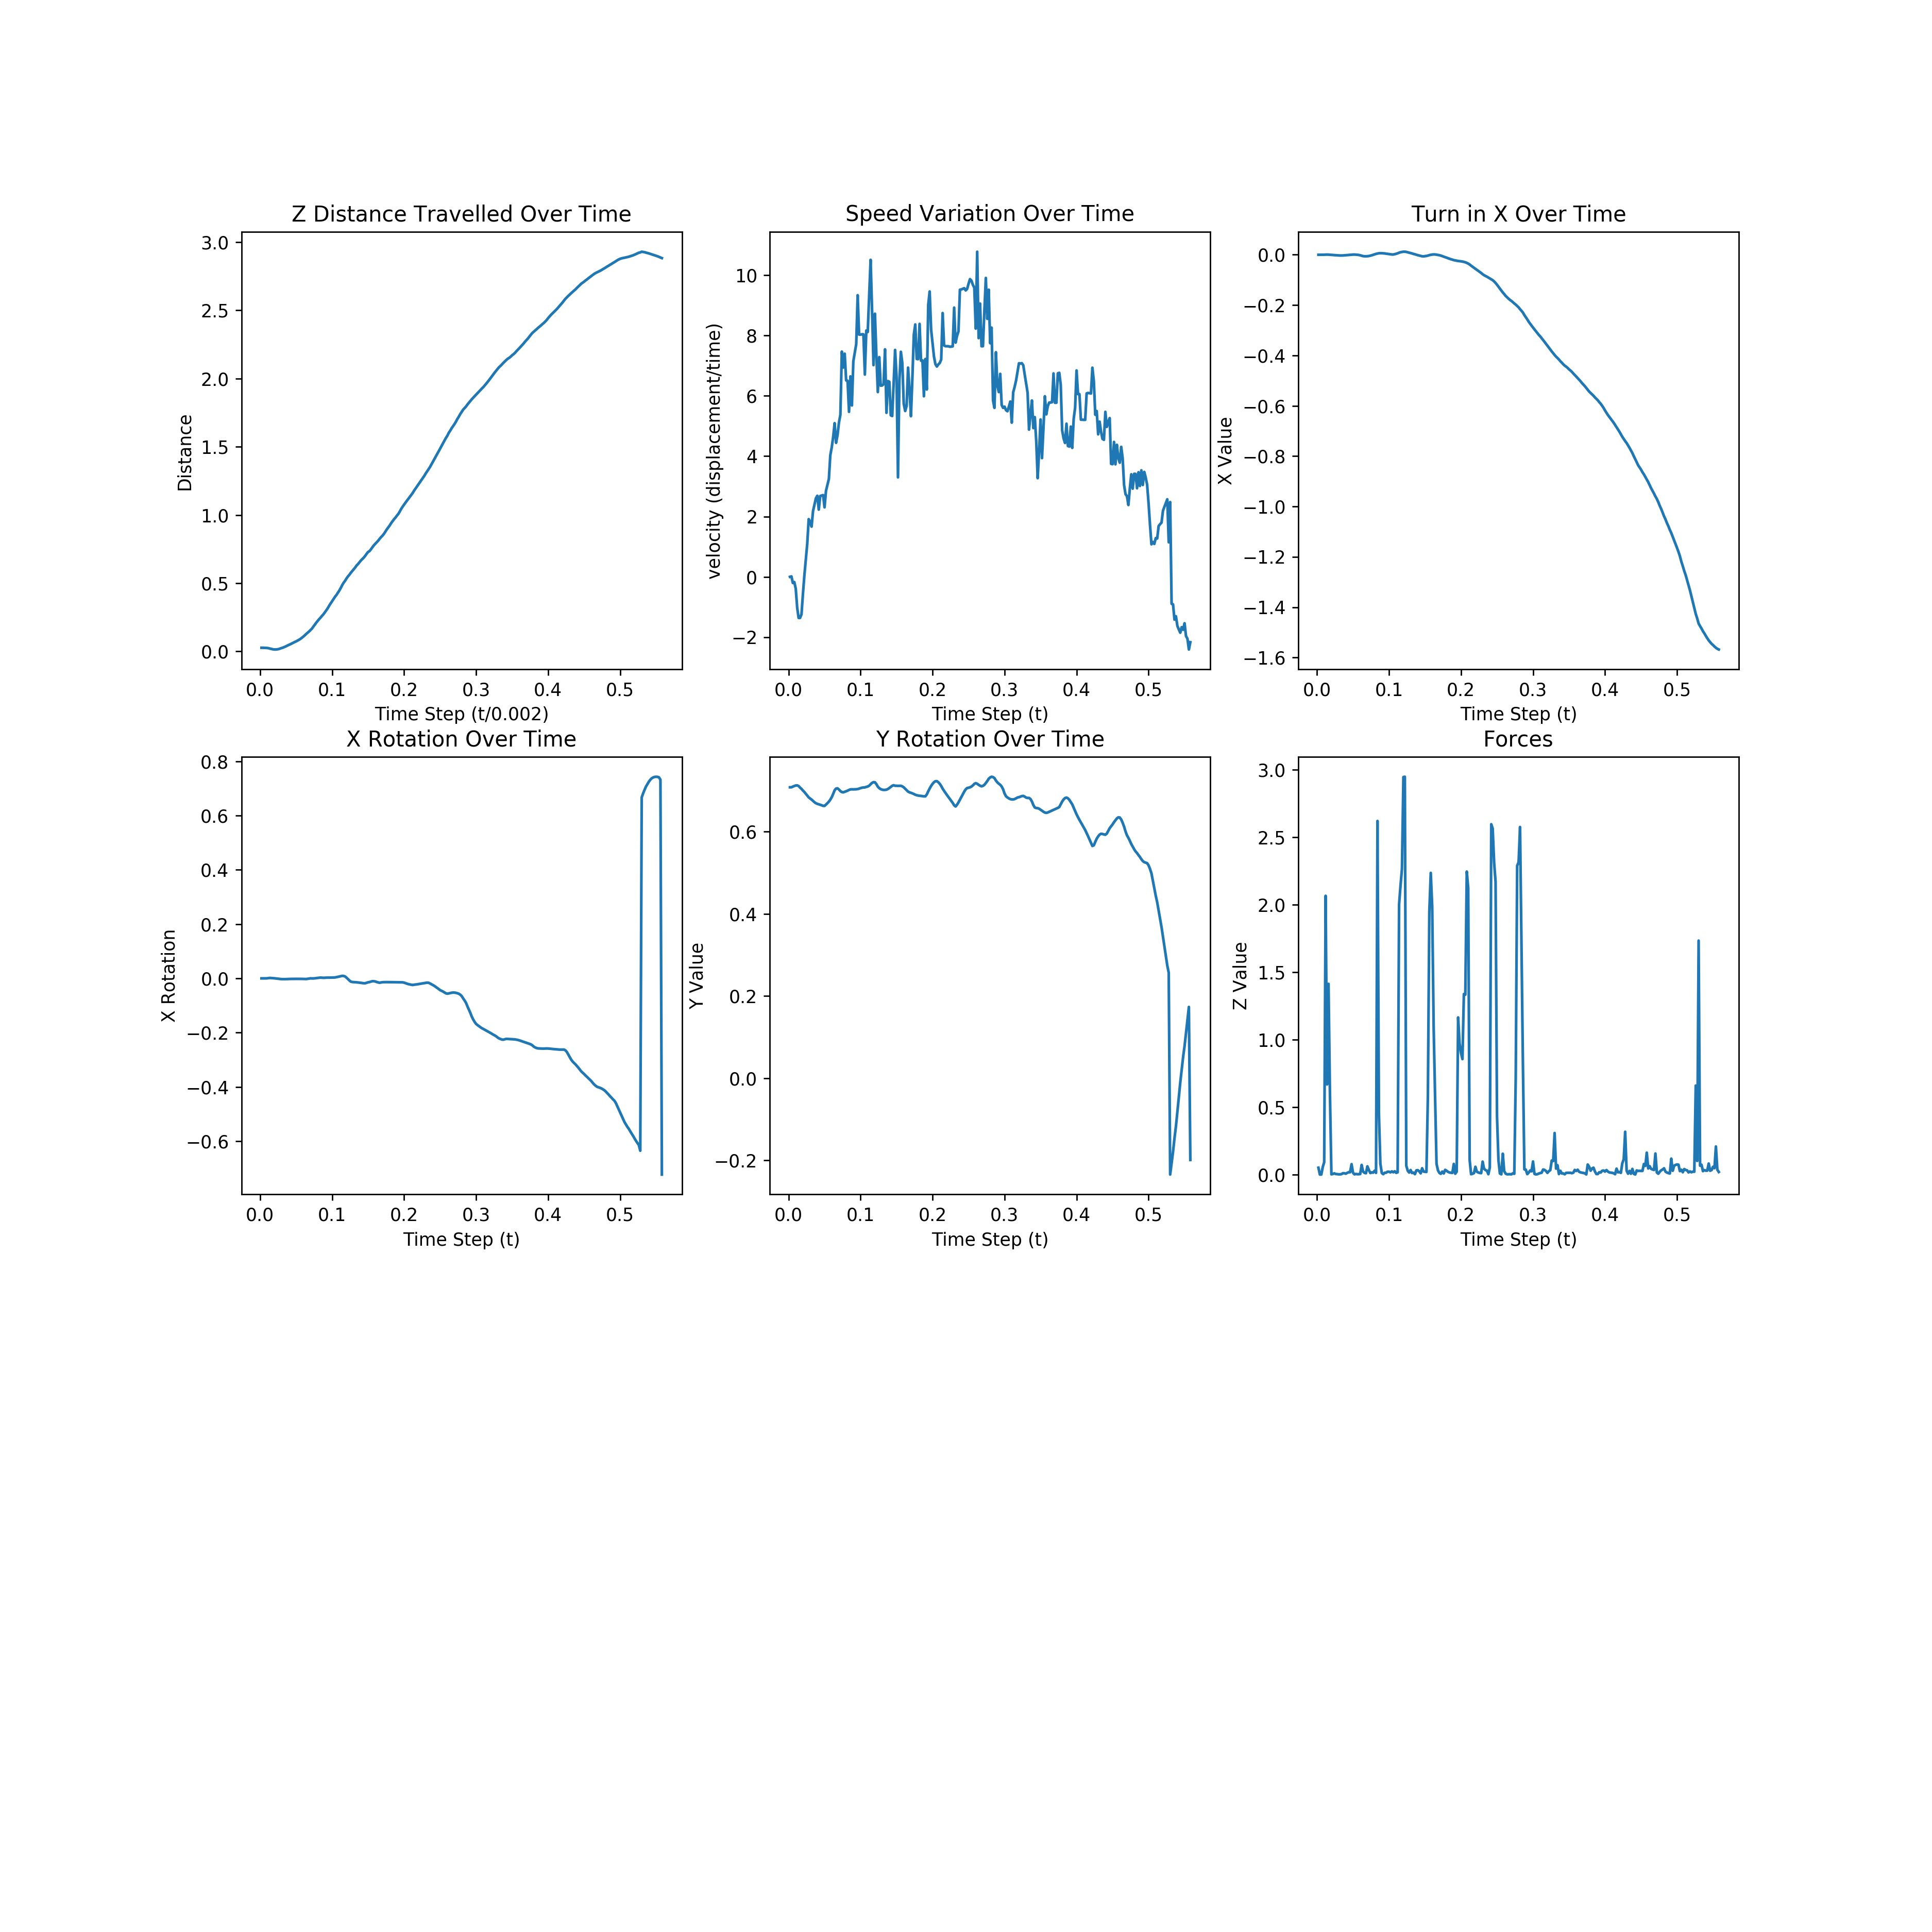 Z Distance Travelled Over Time
Distance
3.0
2.5
2.0
1.5
1.0
0.5
0.0
0.0 0.1 0.2 0.3 0.4 0.5
Time Step (t/0.002)
Speed Variation Over Time
velocity (displacement/time)
10
8
6
4
2
0
−2
0.0 0.1 0.2 0.3 0.4 0.5
Time Step (t)
Turn in X Over Time
X Value
0.0
−0.2
−0.4
−0.6
−0.8
−1.0
−1.2
−1.4
−1.6
0.0 0.1 0.2 0.3 0.4 0.5
Time Step (t)
X Rotation Over Time
X Rotation
0.8
0.6
0.4
0.2
0.0
−0.2
−0.4
−0.6
0.0 0.1 0.2 0.3 0.4 0.5
Time Step (t)
Y Rotation Over Time
Y Value
0.6
0.4
0.2
0.0
−0.2
0.0 0.1 0.2 0.3 0.4 0.5
Time Step (t)
Forces
Z Value
3.0
2.5
2.0
1.5
1.0
0.5
0.0
0.0 0.1 0.2 0.3 0.4 0.5
Time Step (t)